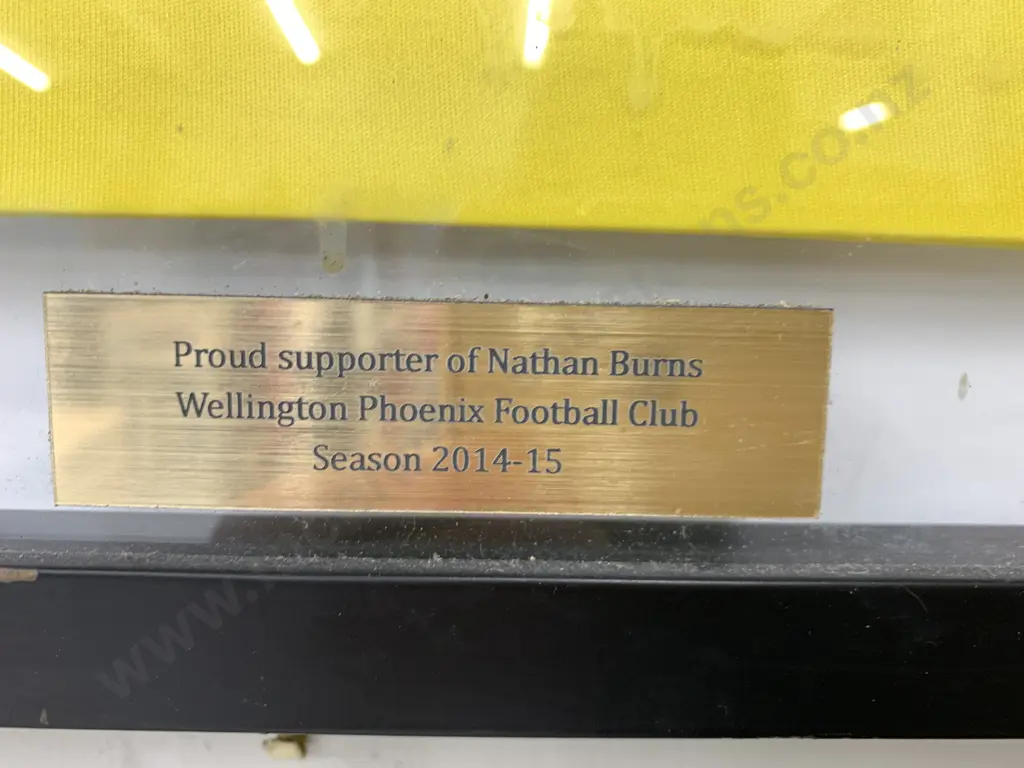 Proud supporter of Nathan Burns
Wellington Phoenix Football Club
Season 2014-15